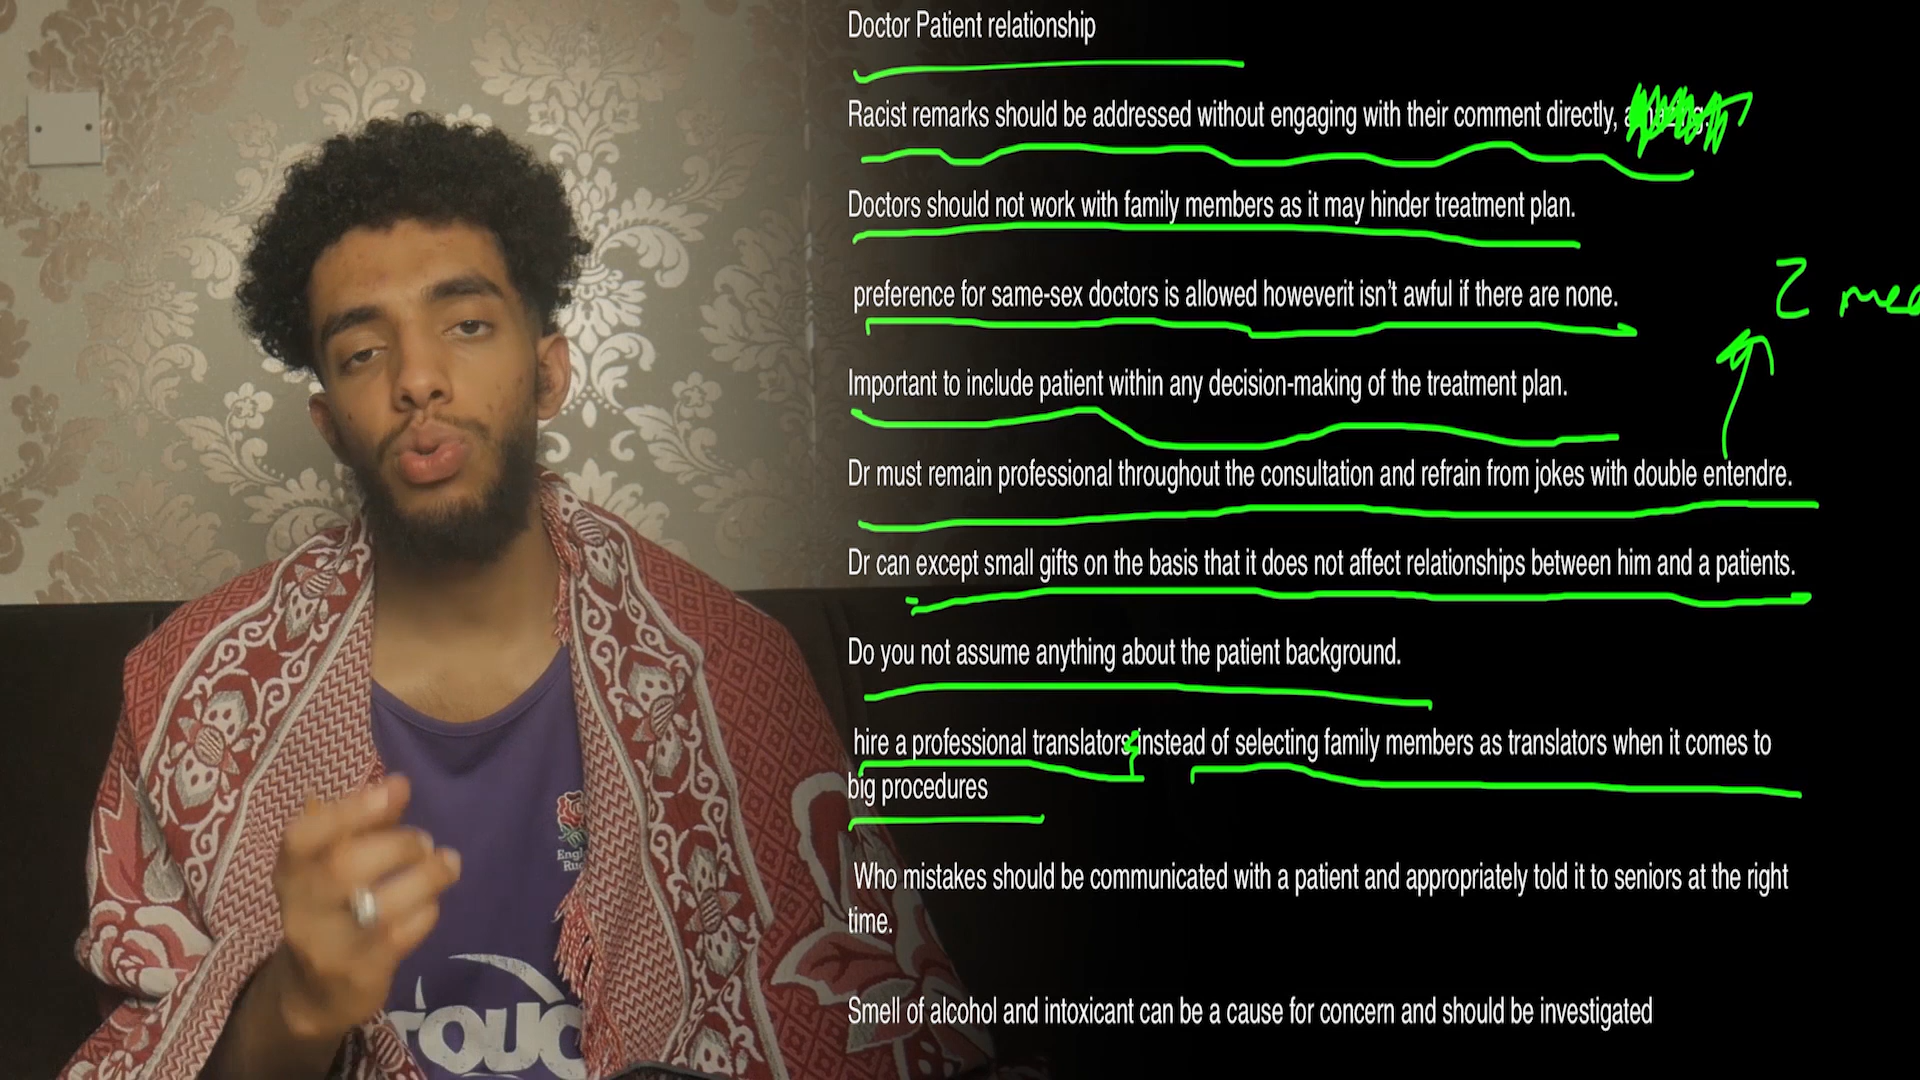 Doctor Patient relationship
Racist remarks should be addressed without engaging with their comment directly,
Doctors should not work with family members as it may hinder treatment plan.
preference for same-sex doctors is allowed howeverit isn't awful if there are none.
2 mea
Important to include patient within any decision-making of the treatment plan.
Dr must remain professional throughout the consultation and refrain from jokes with double entendre.
Dr can except small gifts on the basis that it does not affect relationships between him and a patients.
Do you not assume anything about the patient background.
hire a professional translators instead of selecting family members as translators when it comes to
big procedures
Who mistakes should be communicated with a patient and appropriately told it to seniors at the right
time.
Smell of alcohol and intoxicant can be a cause for concern and should be investigated